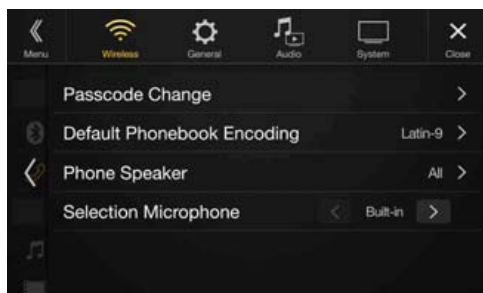 Menu Wireless General Audio System Close
Passcode Change
Default Phonebook Encoding Latin-9
Phone Speaker All
Selection Microphone Built-in